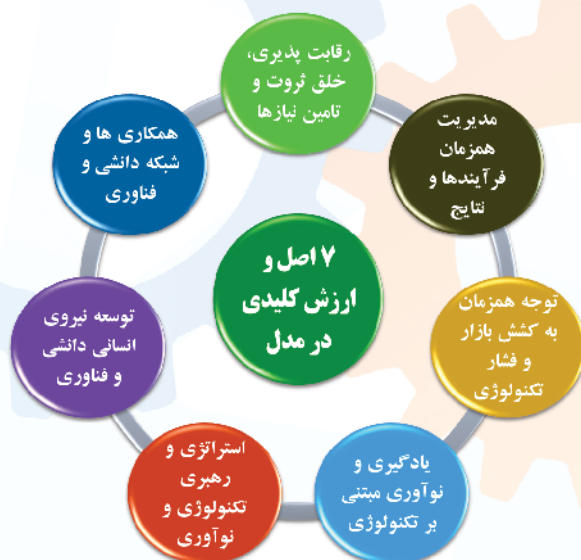 رقابت پذیری،
خلق ثروت و
تامین نیازها
مدیریت
همزمان
فرآیندها و
نتایج
توجه همزمان
به کشش بازار
و فشار
تکنولوژی
یادگیری و
نوآوری مبتنی
بر تکنولوژی
استراتژی و
رهبری
تکنولوژی و
نوآوری
توسعه نیروی
انسانی دانشی
و فناوری
همکاری ها و
شبکه دانشی و
فناوری
۷ اصل و
ارزش کلیدی
در مدل